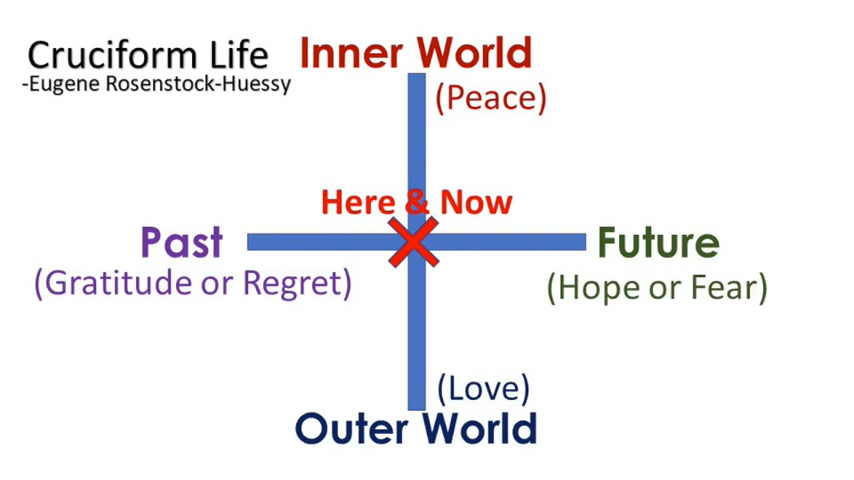 Cruciform Life
-Eugene Rosenstock-Huessy
Inner World
(Peace)
Here & Now
Past
(Gratitude or Regret)
Future
(Hope or Fear)
(Love)
Outer World